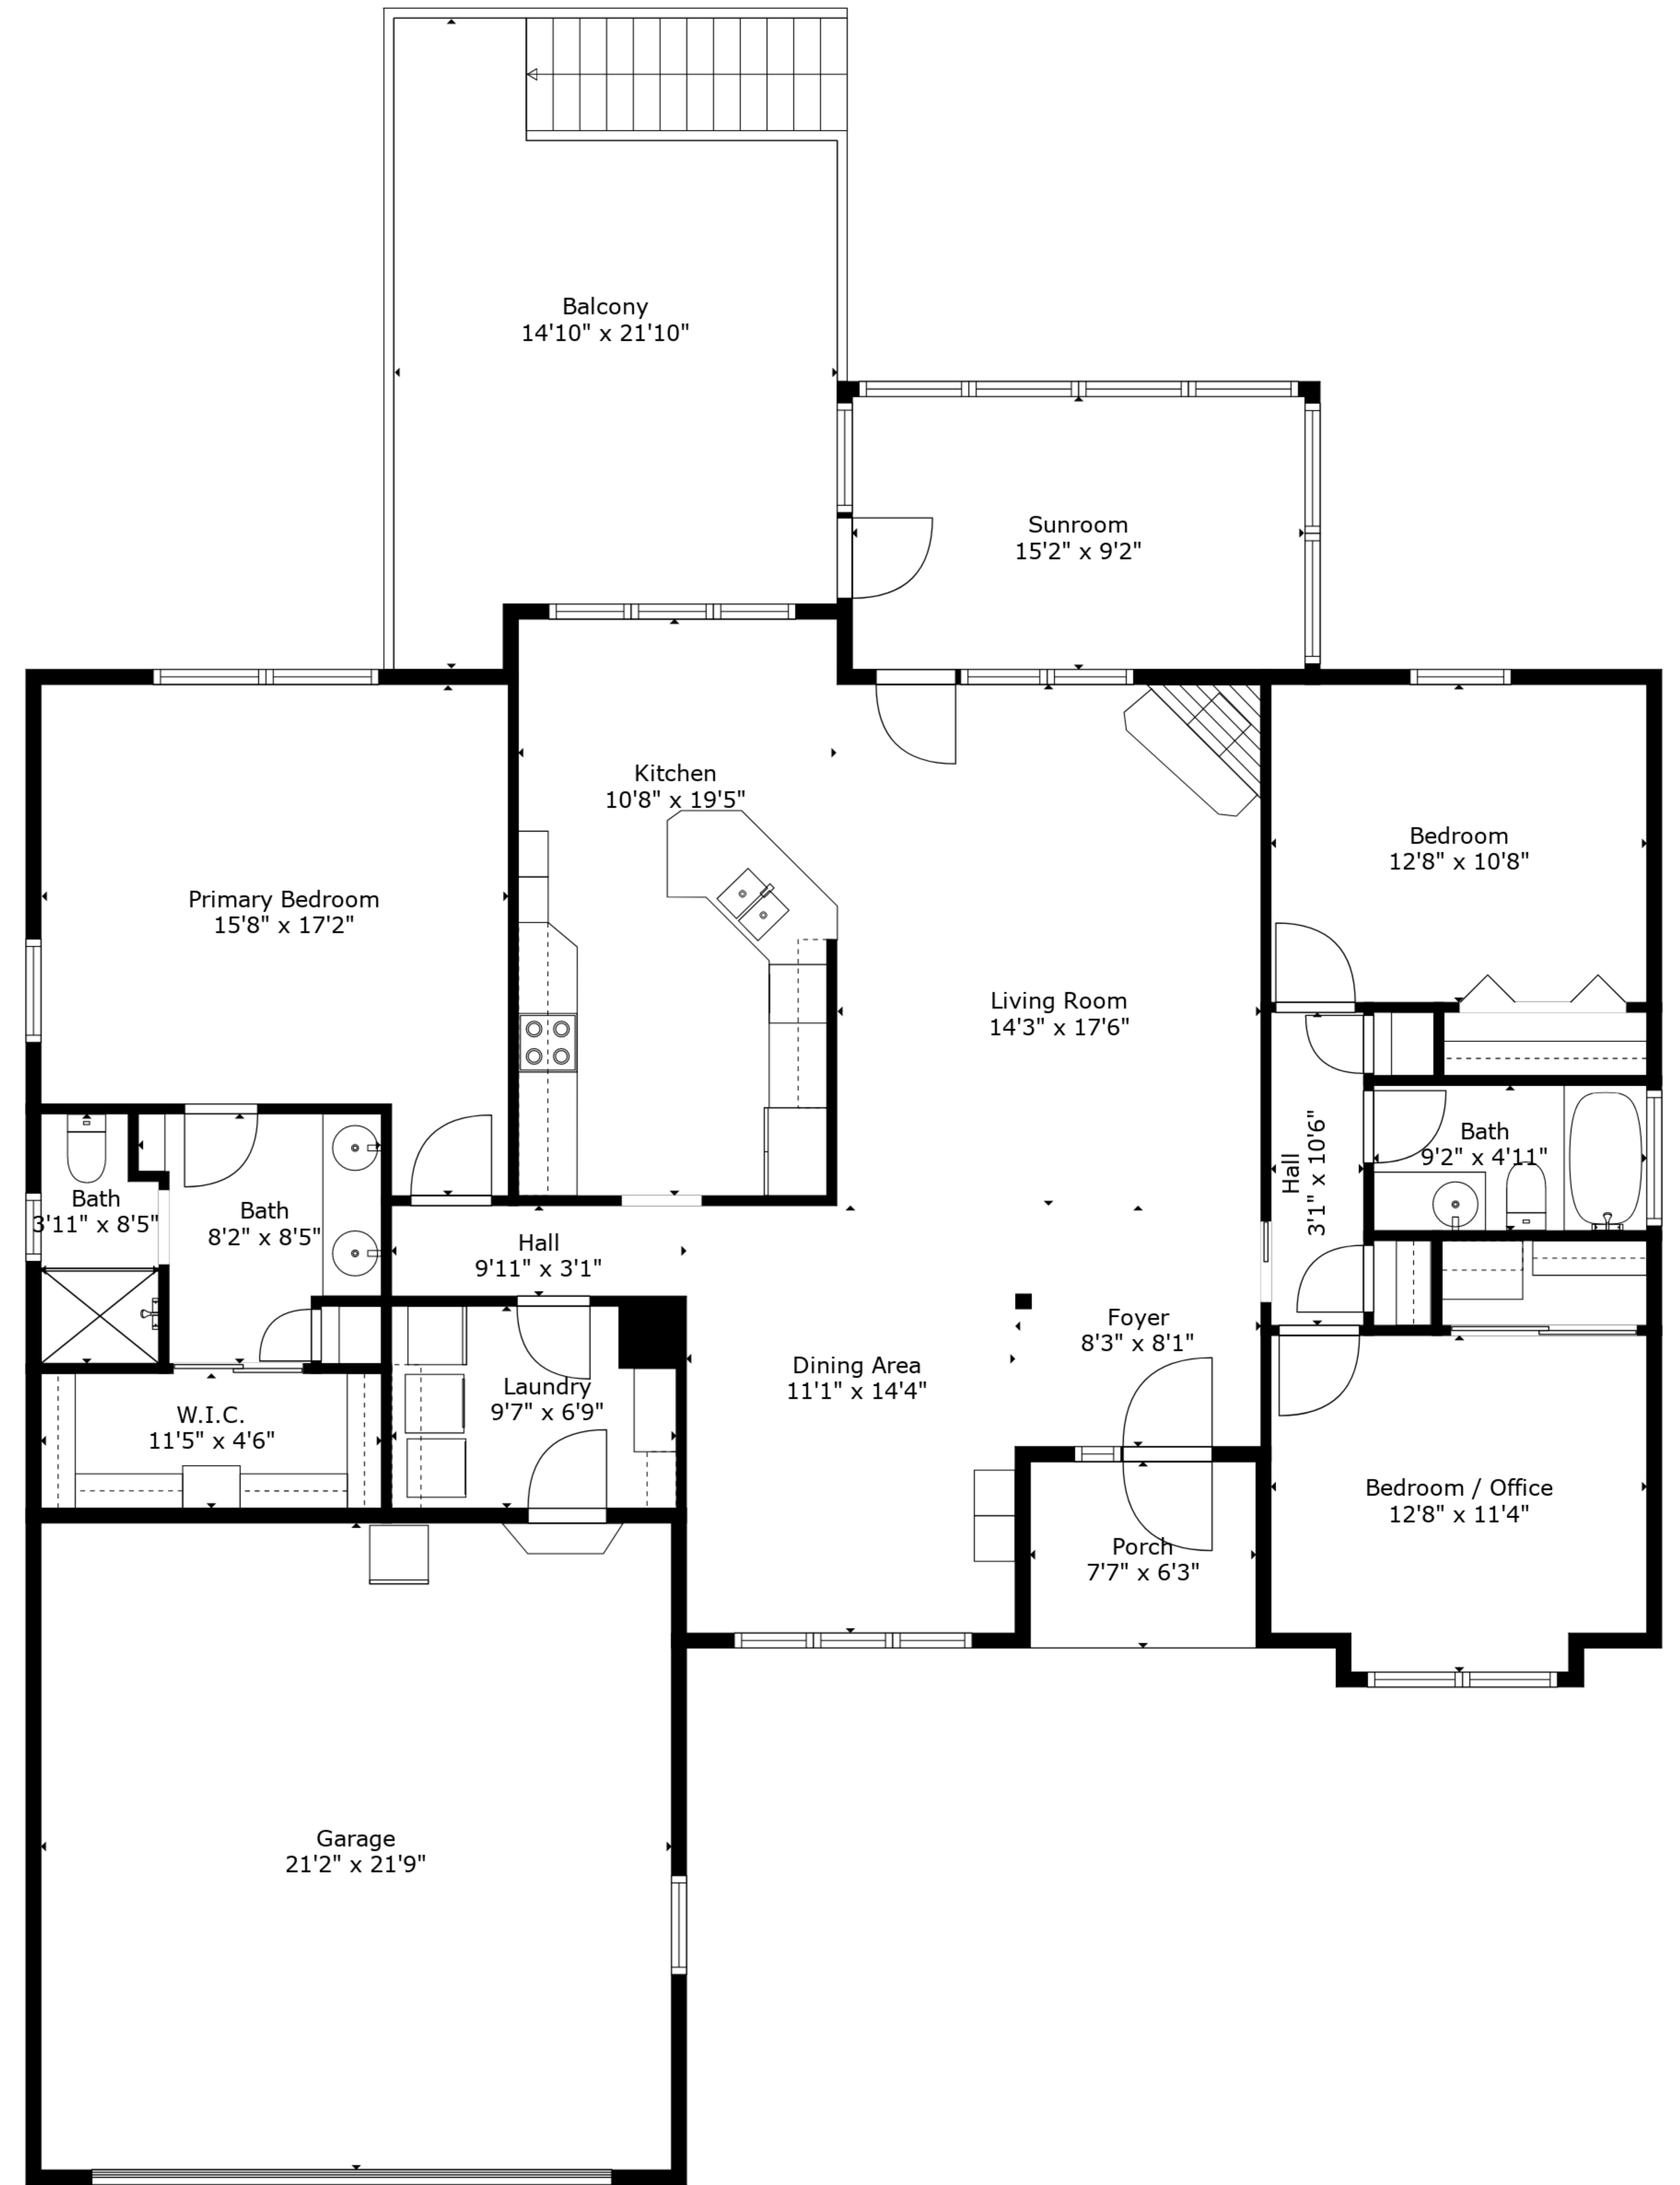 Balcony
14'10" x 21'10"
Sunroom
15'2" x 9'2"
Kitchen
10'8" x 19'5"
Bedroom
12'8" x 10'8"
Primary Bedroom
15'8" x 17'2"
Living Room
14'3" x 17'6"
Hall
3'1" x 10'6"
Bath
9'2" x 4'11"
Bath
3'11" x 8'5"
Bath
8'2" x 8'5"
Hall
9'11" x 3'1"
Foyer
8'3" x 8'1"
Dining Area
11'1" x 14'4"
Laundry
9'7" x 6'9"
W.I.C.
11'5" x 4'6"
Bedroom / Office
12'8" x 11'4"
Porch
7'7" x 6'3"
Garage
21'2" x 21'9"